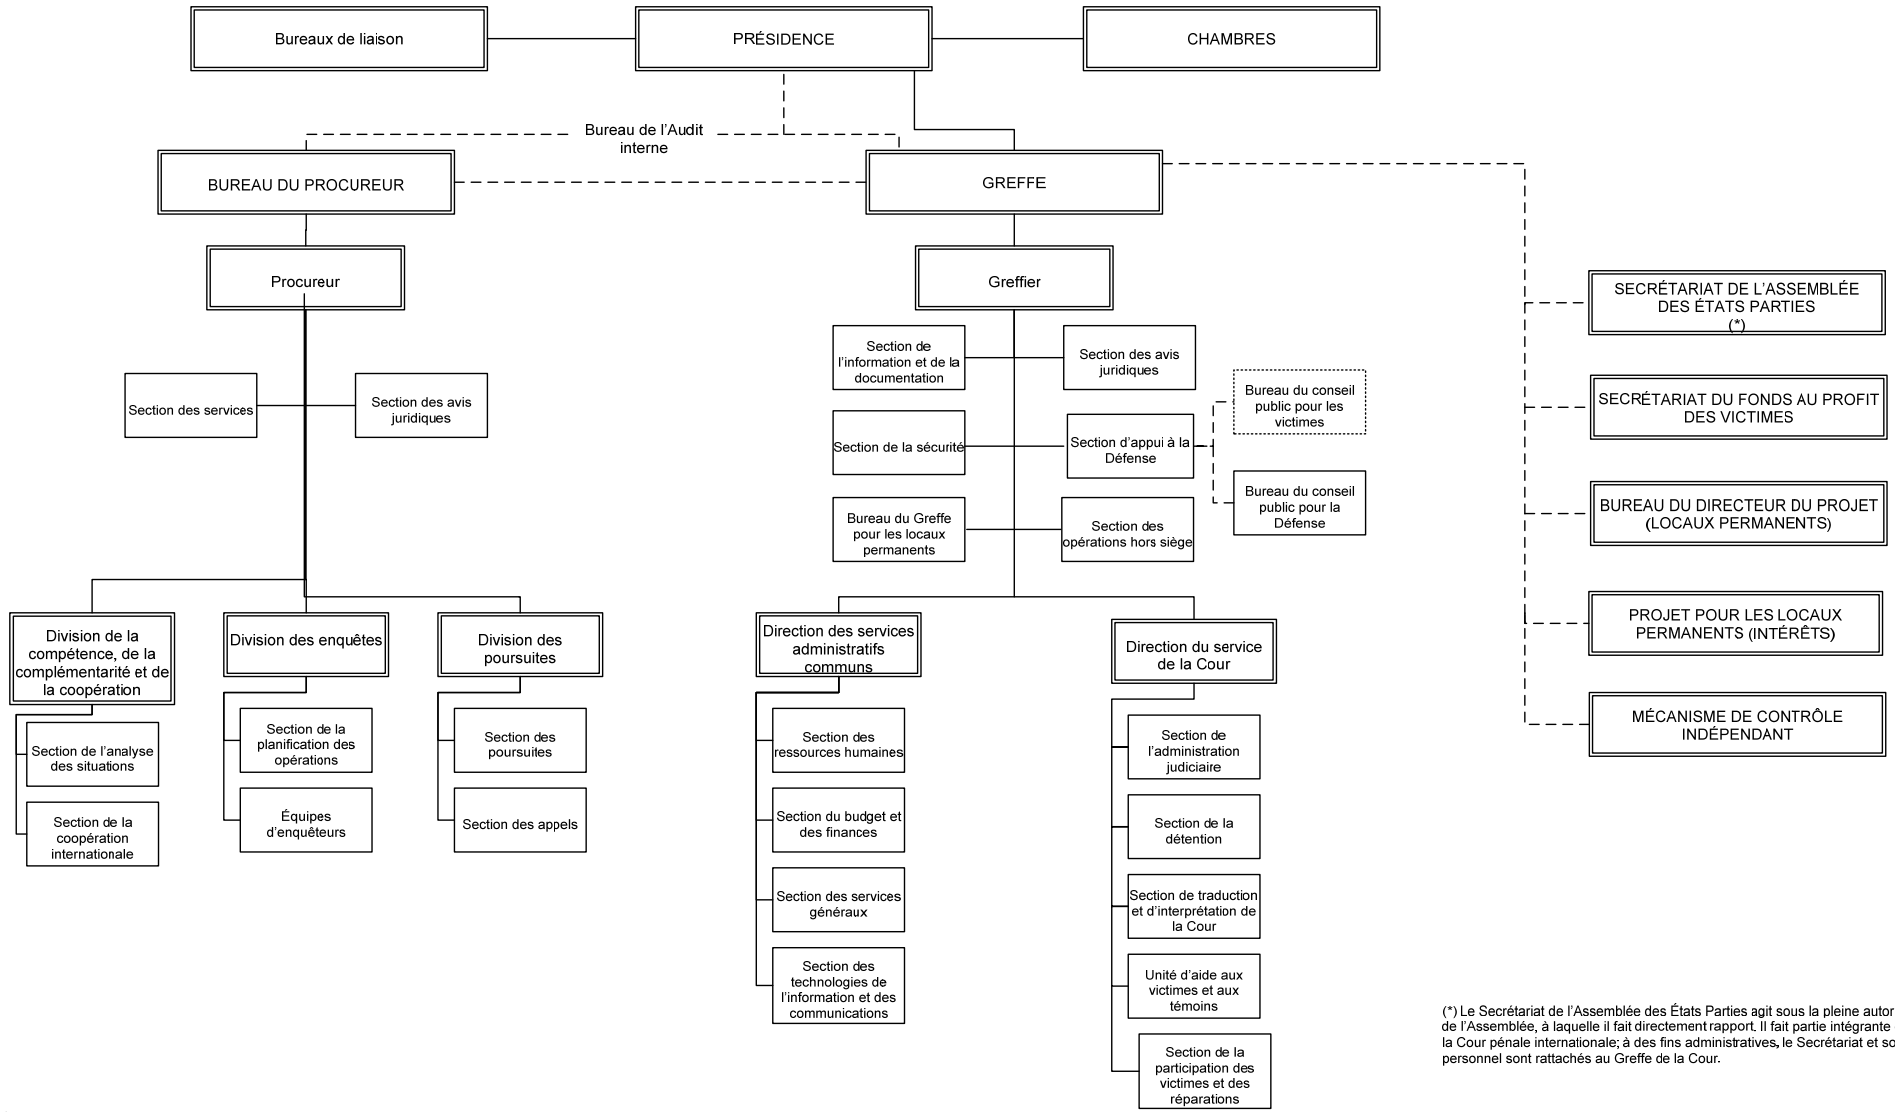 Bureaux de liaison
PRÉSIDENCE
CHAMBRES
Bureau de l’Audit
interne
BUREAU DU PROCUREUR
GREFFE
Procureur
Greffier
Section des services
Section des avis
juridiques
Section de
l’information et de la
documentation
Section des avis
juridiques
Section de la sécurité
Section d’appui à la
Défense
Bureau du conseil
public pour les
victimes
Bureau du conseil
public pour la
Défense
Bureau du Greffe
pour les locaux
permanents
Section des
opérations hors siège
SECRÉTARIAT DE L’ASSEMBLÉE
DES ÉTATS PARTIES
(*)
SECRÉTARIAT DU FONDS AU PROFIT
DES VICTIMES
BUREAU DU DIRECTEUR DU PROJET
(LOCAUX PERMANENTS)
PROJET POUR LES LOCAUX
PERMANENTS (INTÉRÊTS)
MÉCANISME DE CONTRÔLE
INDÉPENDANT
Division de la
compétence, de la
complémentarité et de
la coopération
Section de l’analyse
des situations
Section de la
coopération
internationale
Division des enquêtes
Section de la
planification des
opérations
Équipes
d’enquêteurs
Division des
poursuites
Section des
poursuites
Section des appels
Direction des services
administratifs
communs
Section des
ressources humaines
Section du budget et
des finances
Section des services
généraux
Section des
technologies de
l’information et des
communications
Direction du service
de la Cour
Section de
l’administration
judiciaire
Section de la
détention
Section de traduction
et d’interprétation de
la Cour
Unité d’aide aux
victimes et aux
témoins
Section de la
participation des
victimes et des
réparations
(*) Le Secrétariat de l’Assemblée des États Parties agit sous la pleine autor
de l’Assemblée, à laquelle il fait directement rapport. Il fait partie intégrante
la Cour pénale internationale; à des fins administratives, le Secrétariat et so
personnel sont rattachés au Greffe de la Cour.